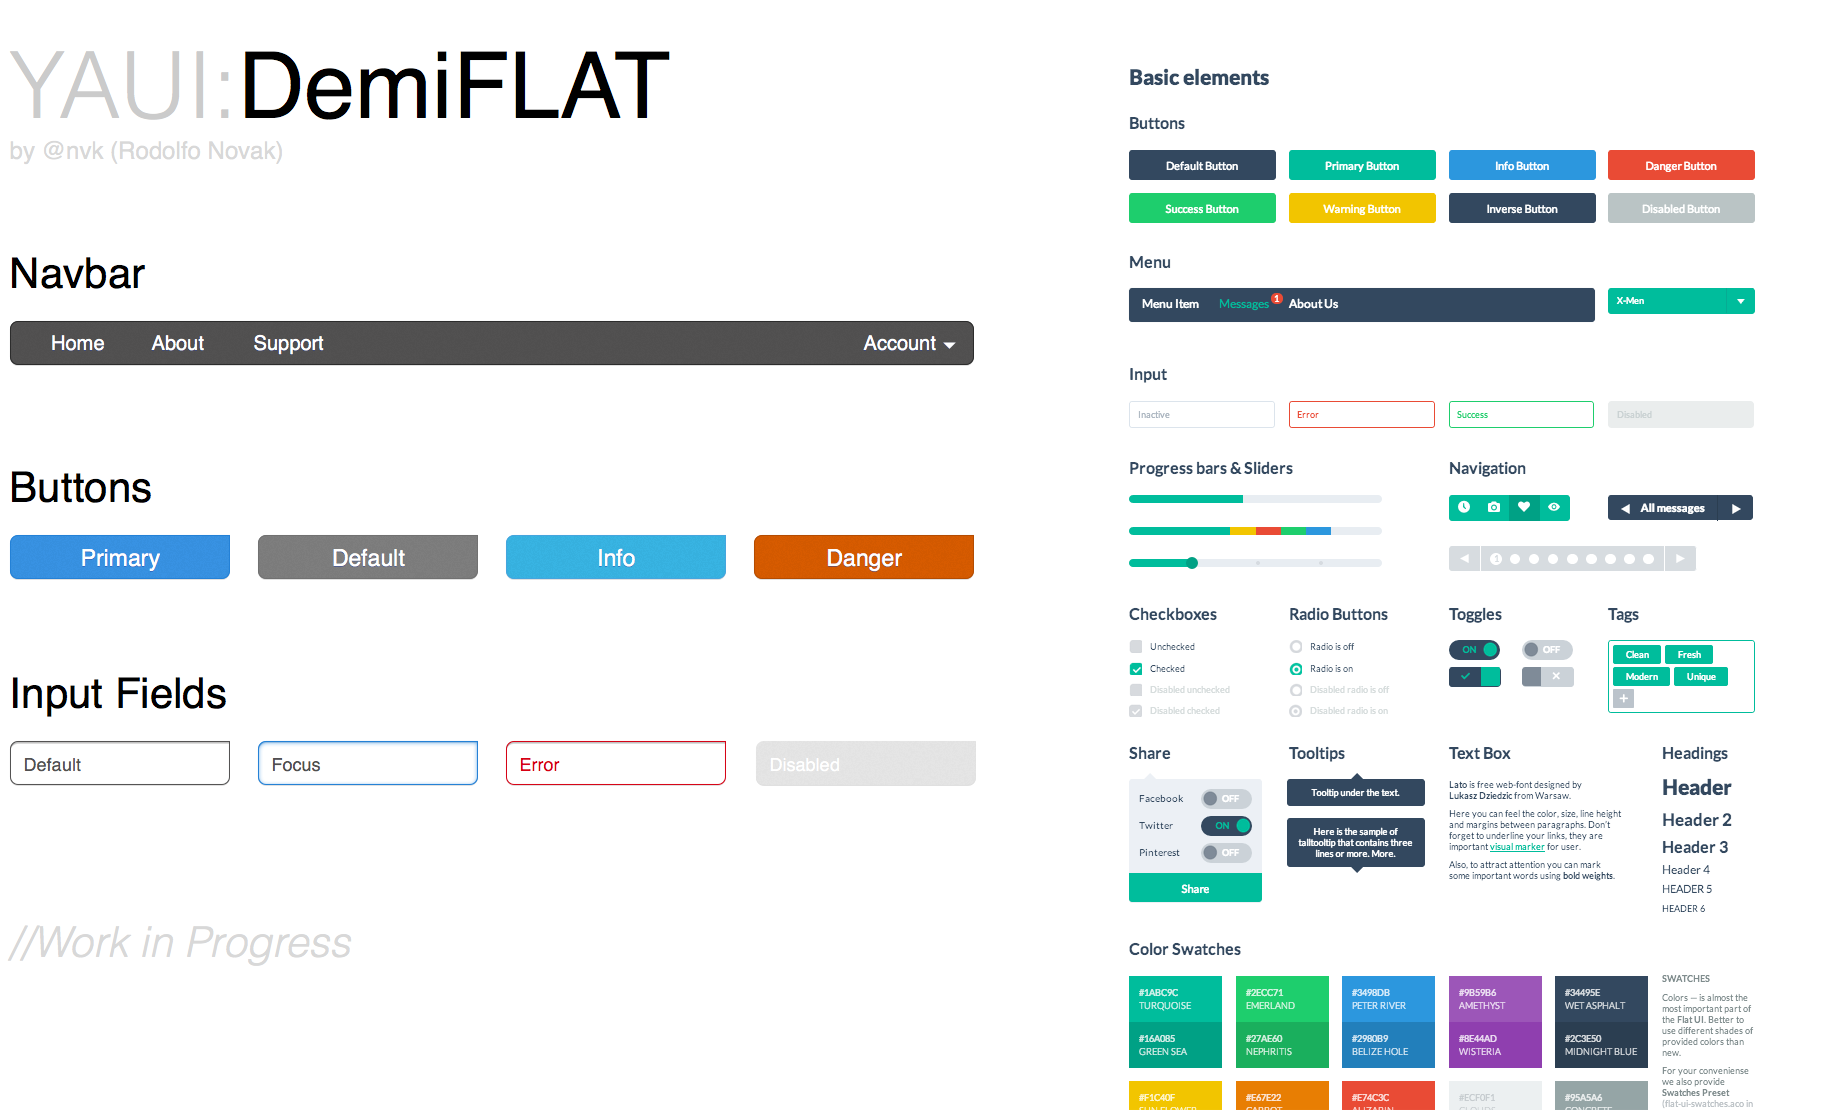 YAUI:DemiFLAT
by @nvk (Rodolfo Novak)
Navbar
Home About Support Account
Buttons
Primary Default Info Danger
Input Fields
Default Focus Error Disabled
//Work in Progress
Basic elements
Buttons
Default Button Primary Button Info Button Danger Button
Success Button Warning Button Inverse Button Disabled Button
Menu
Menu Item Messages 1 About Us X-Men
Input
Inactive Error Success Disabled
Progress bars & Sliders Navigation
All messages
1
Checkboxes Radio Buttons Toggles Tags
Unchecked Radio is off ON OFF Clean Fresh
Checked Radio is on Modern Unique
Disabled unchecked Disabled radio is off
Disabled checked Disabled radio is on
Share
Facebook OFF
Twitter ON
Pinterest OFF
Share
Tooltips
Tooltip under the text.
Here is the sample of
talltooltip that contains three
lines or more. More.
Text Box
Lato is free web-font designed by
Lukasz Dziedzic from Warsaw.
Here you can feel the color, size, line height
and margins between paragraphs. Don't
forget to underline your links, they are
important visual marker for user.
Also, to attract attention you can mark
some important words using bold weights.
Headings
Header
Header 2
Header 3
Header 4
HEADER 5
HEADER 6
Color Swatches
#1ABC9C #2ECC71 #3498DB #9B59B6 #34495E
TURQUOISE EMERLAND PETER RIVER AMETHYST WET ASPHALT
#16A085 #27AE60 #2980B9 #8E44AD #2C3E50
GREEN SEA NEPHRITIS BELIZE HOLE WISTERIA MIDNIGHT BLUE
#F1C40F #E67E22 #E74C3C #ECF0F1 #95A5A6
SUN FLOWER CARROT ALIZARIN CLOUDS CONCRETE
SWATCHES
Colors — is almost the
most important part of
the Flat UI. Better to
use different shades of
provided colors than
new.
For your conveniense
we also provide
Swatches Preset
(flat-ui-swatches.aco in